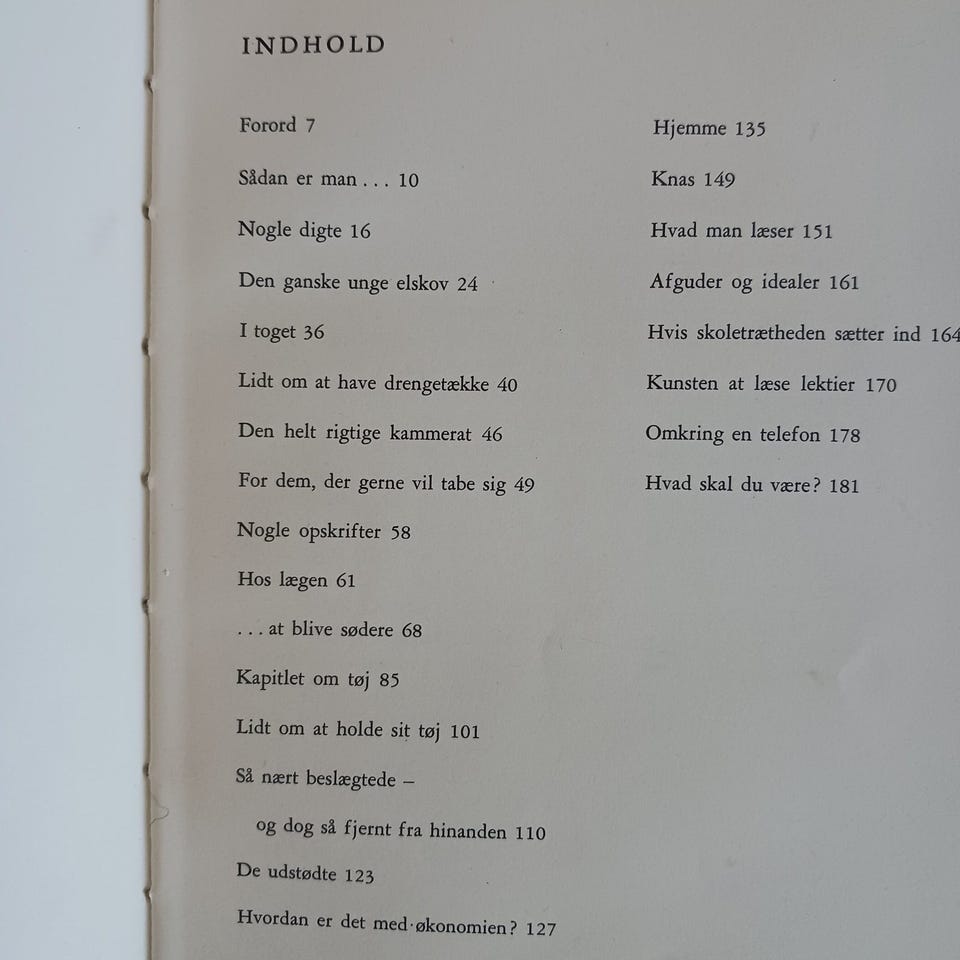 INDHOLD
Forord 7
Sådan er man . . . 10
Nogle digte 16
Den ganske unge elskov 24
I toget 36
Lidt om at have drengetække 40
Den helt rigtige kammerat 46
For dem, der gerne vil tabe sig 49
Nogle opskrifter 58
Hos lægen 61
. . . at blive sødere 68
Kapitlet om tøj 85
Lidt om at holde sit tøj 101
Så nært beslægtede –
og dog så fjernt fra hinanden 110
De udstødte 123
Hvordan er det med økonomien? 127
Hjemme 135
Knas 149
Hvad man læser 151
Afguder og idealer 161
Hvis skoletrætheden sætter ind 164
Kunsten at læse lektier 170
Omkring en telefon 178
Hvad skal du være? 181